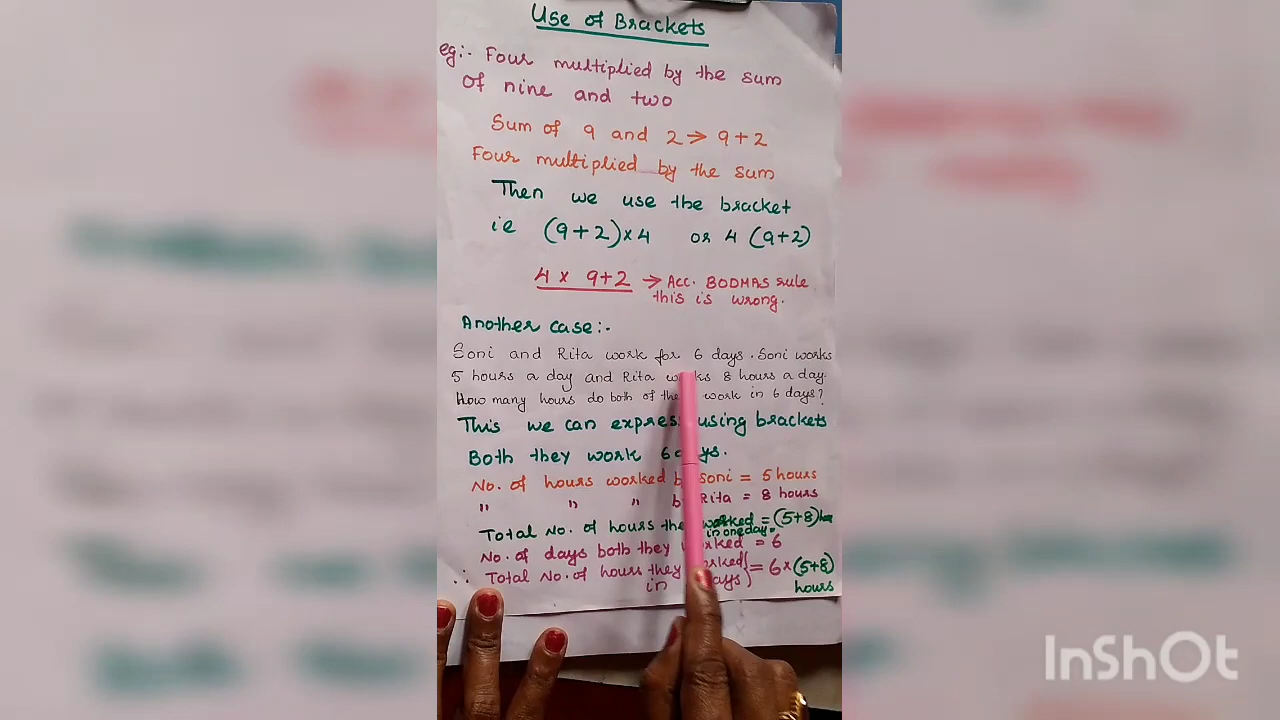 Use of Brackets
eg:- Four multiplied by the sum
of nine and two
Sum of 9 and 2 → 9+2
Four multiplied by the sum
Then we use the bracket
ie (9+2)×4 or 4 (9+2)
4 × 9+2 → Acc. BODMAS rule
this is wrong.
Another case:-
Soni and Rita work for 6 days. Soni works
5 hours a day and Rita works 8 hours a day.
How many hours do both of the work in 6 days?
This we can express using brackets
Both they work 6 days.
No. of hours worked by Soni = 5 hours
" " " by Rita = 8 hours
Total No. of hours they worked = (5+8) hours
in one day.
No. of days both they worked = 6
∴ Total No. of hours they worked } = 6 × (5+8)
in days hours
InShOt